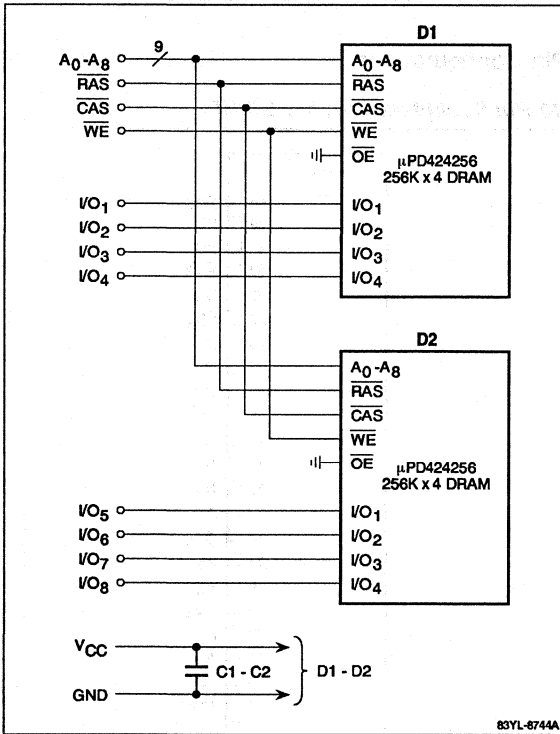 D1
9
A0-A8
RAS
CAS
WE
A0-A8
RAS
CAS
WE
OE
μPD424256
256K x 4 DRAM
I/O1
I/O2
I/O3
I/O4
I/O1
I/O2
I/O3
I/O4
D2
A0-A8
RAS
CAS
WE
OE
μPD424256
256K x 4 DRAM
I/O5
I/O6
I/O7
I/O8
I/O1
I/O2
I/O3
I/O4
VCC
C1 - C2
D1 - D2
GND
83YL-8744A